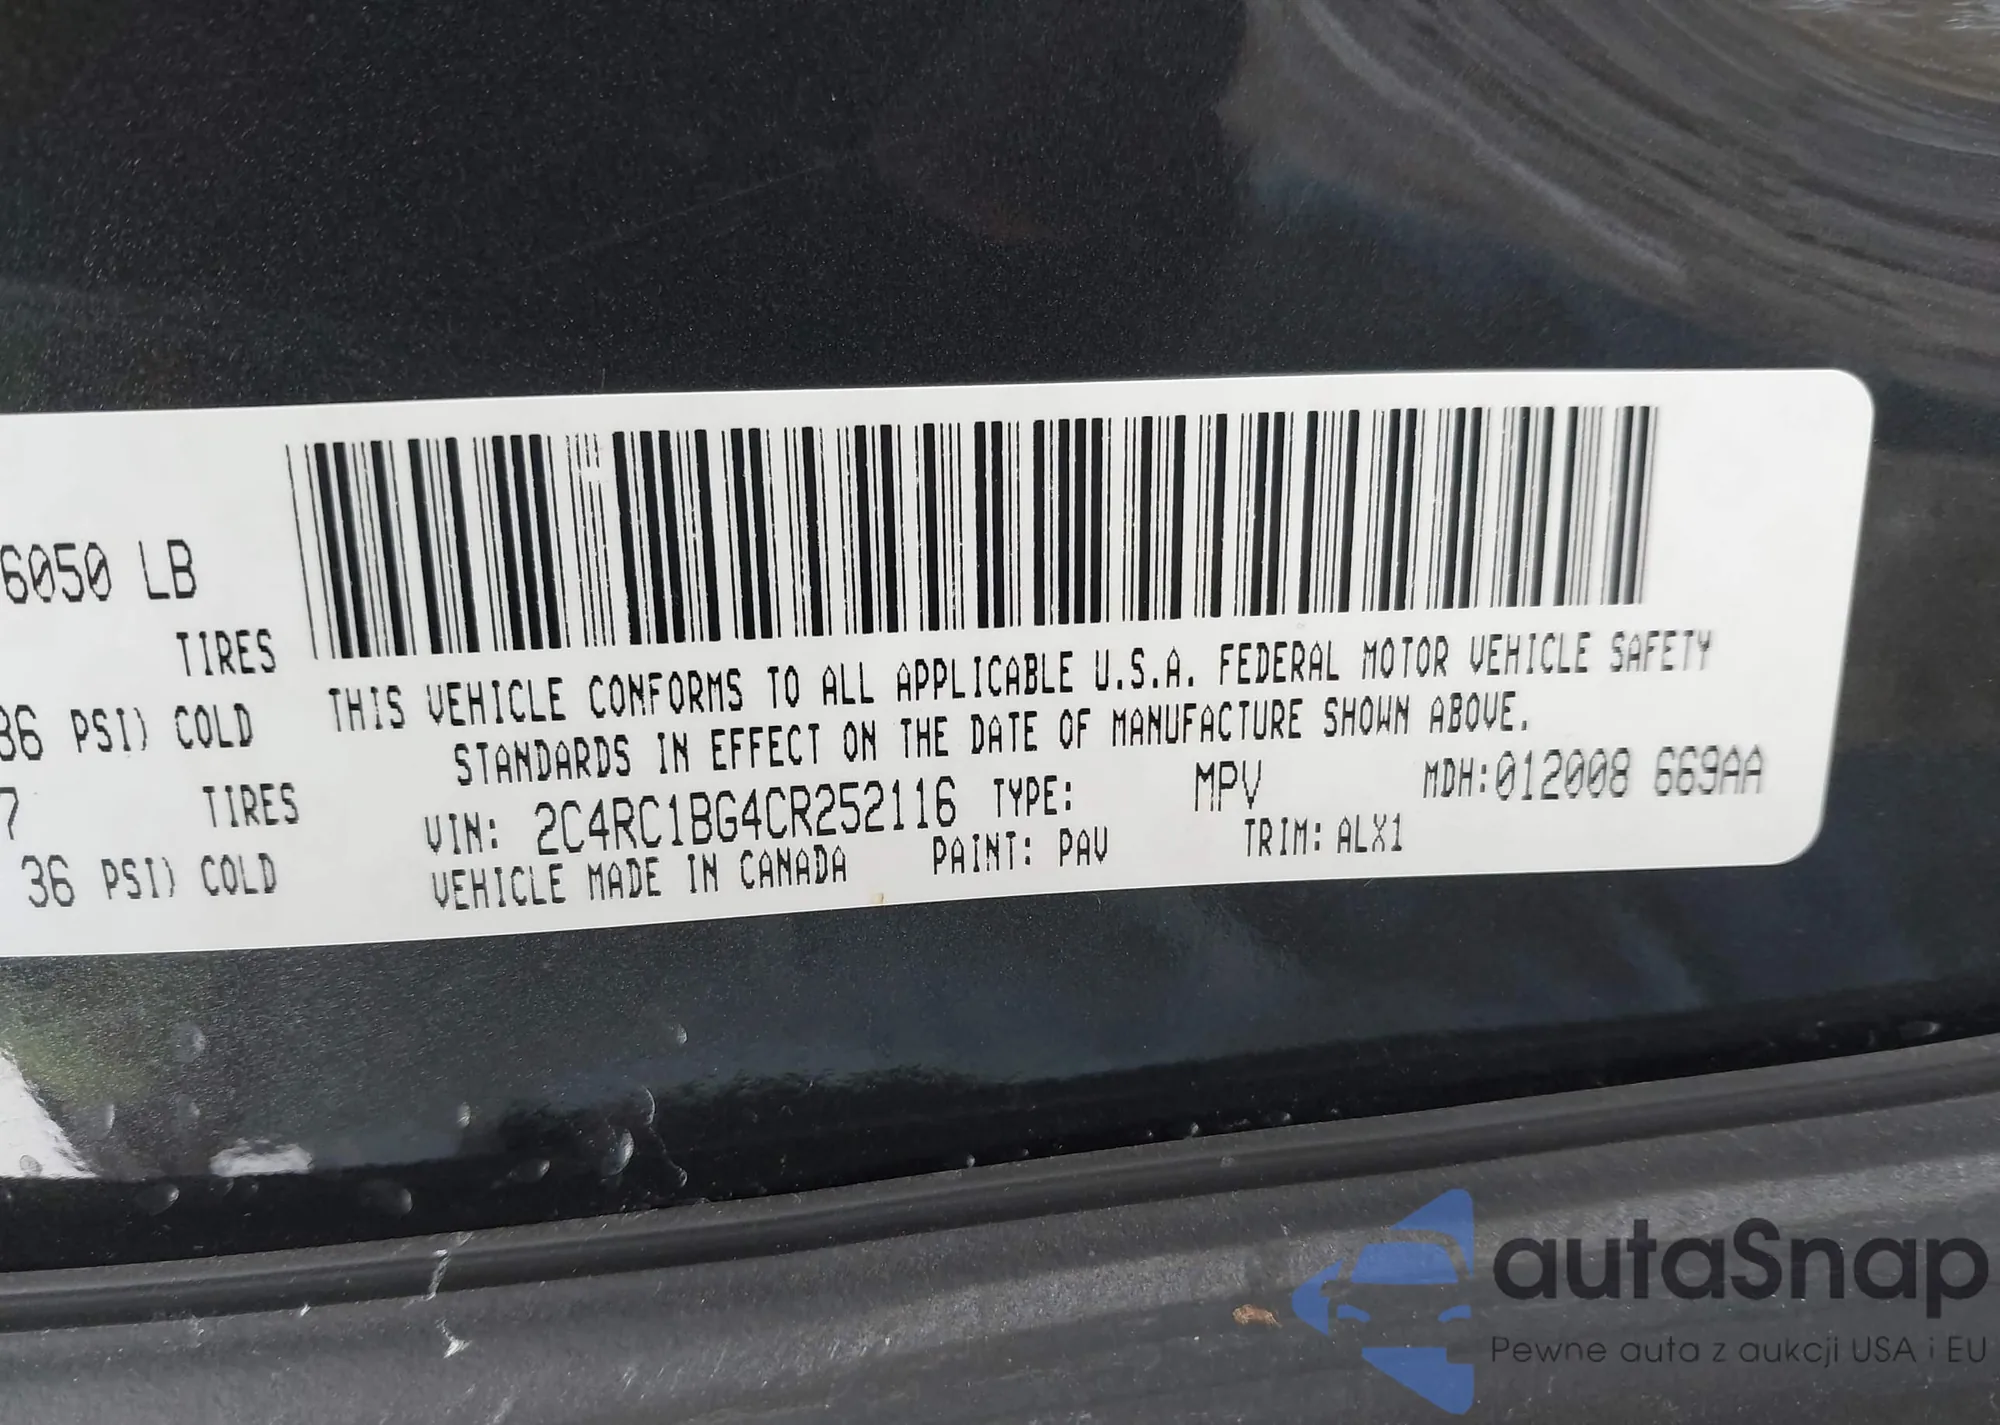 6050 LB
TIRES
36 PSI) COLD
7
TIRES
36 PSI) COLD
THIS VEHICLE CONFORMS TO ALL APPLICABLE U.S.A. FEDERAL MOTOR VEHICLE SAFETY
STANDARDS IN EFFECT ON THE DATE OF MANUFACTURE SHOWN ABOVE.
VIN: 2C4RC1BG4CR252116 TYPE: MPV MDH:012008 669AA
VEHICLE MADE IN CANADA PAINT: PAV TRIM: ALX1
autaSnap
Pewne auta z aukcji USA i EU